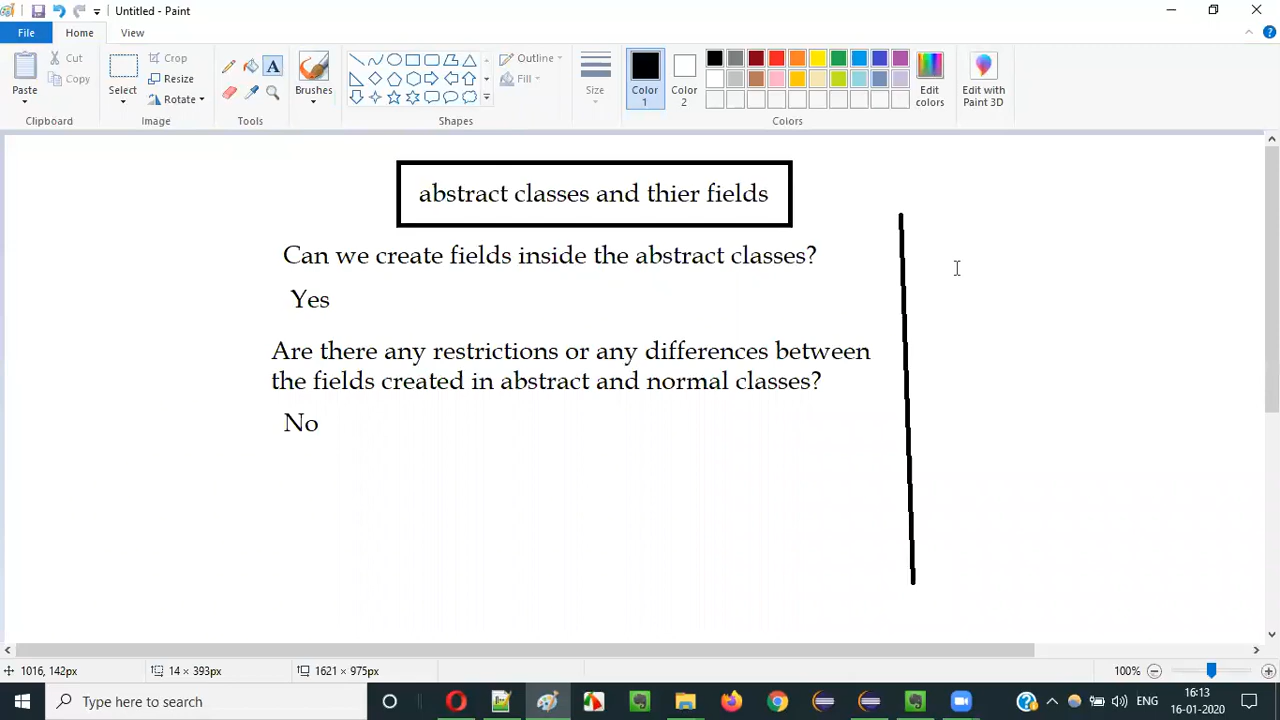 Untitled - Paint
File
Home
View
Paste
Cut
Copy
Clipboard
Select
Crop
Resize
Rotate
Image
Tools
Brushes
Outline
Fill
Shapes
Size
Color 1
Color 2
Edit colors
Colors
Edit with Paint 3D
abstract classes and thier fields
Can we create fields inside the abstract classes?
Yes
Are there any restrictions or any differences between
the fields created in abstract and normal classes?
No
1016, 142px
14 × 393px
1621 × 975px
100%
Type here to search
ENG
16:13
16-01-2020